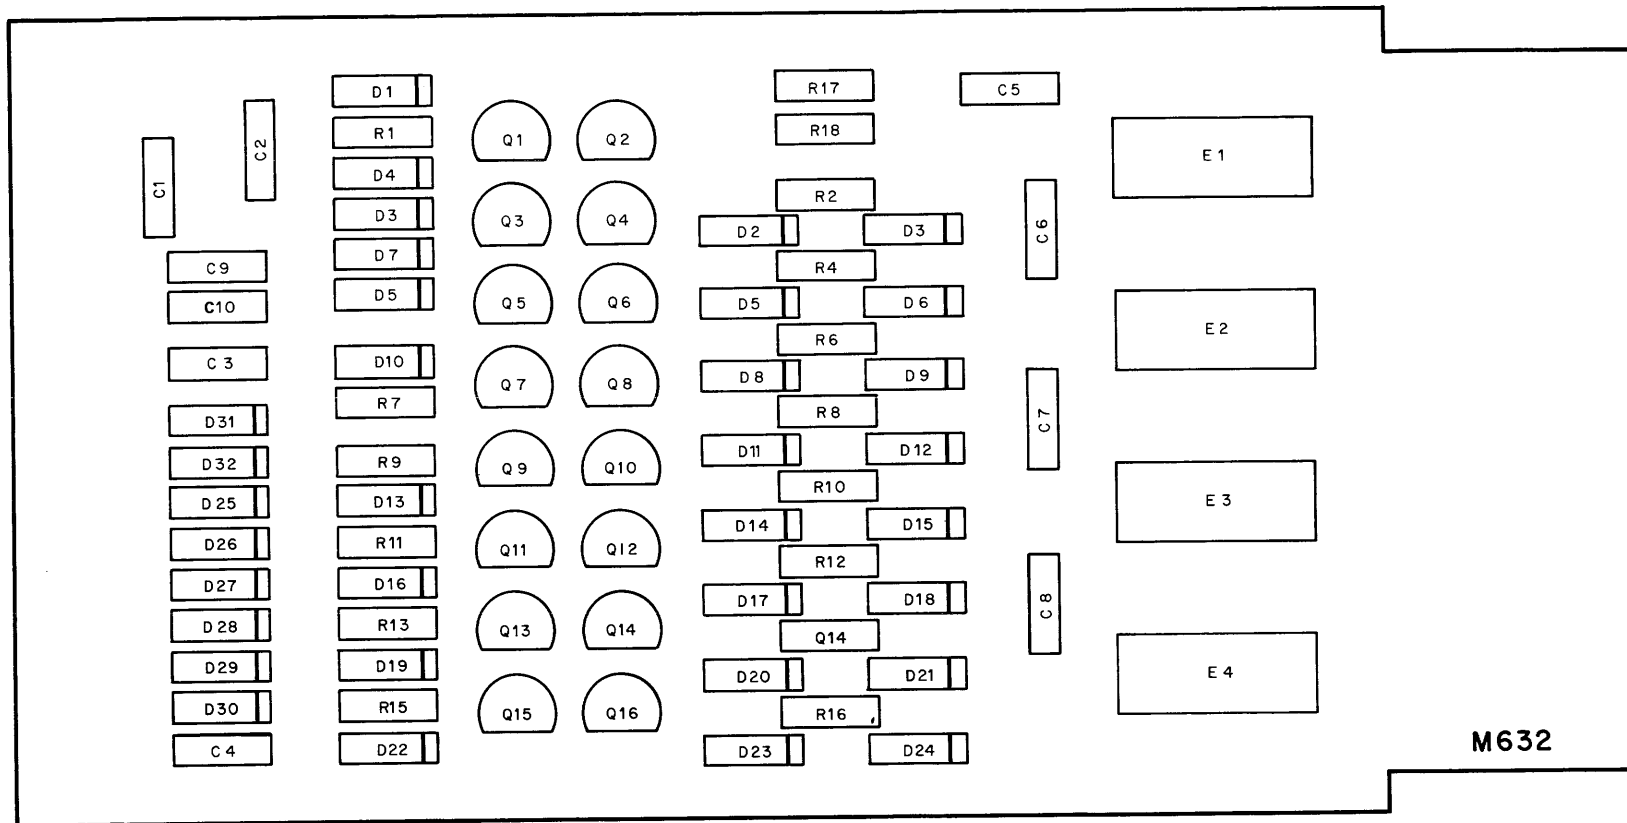 C1
C2
C9
C10
C 3
D31
D32
D25
D26
D27
D28
D29
D30
C 4
D1
R1
D4
D3
D7
D5
D10
R7
R9
D13
R11
D16
R13
D19
R15
D22
Q1
Q2
Q3
Q4
Q5
Q6
Q7
Q8
Q9
Q10
Q11
Q12
Q13
Q14
Q15
Q16
R17
R18
R2
D2
D3
R4
D5
D6
R6
D8
D9
R8
D11
D12
R10
D14
D15
R12
D17
D18
Q14
D20
D21
R16
D23
D24
C5
C6
C7
C8
E1
E2
E3
E4
M632